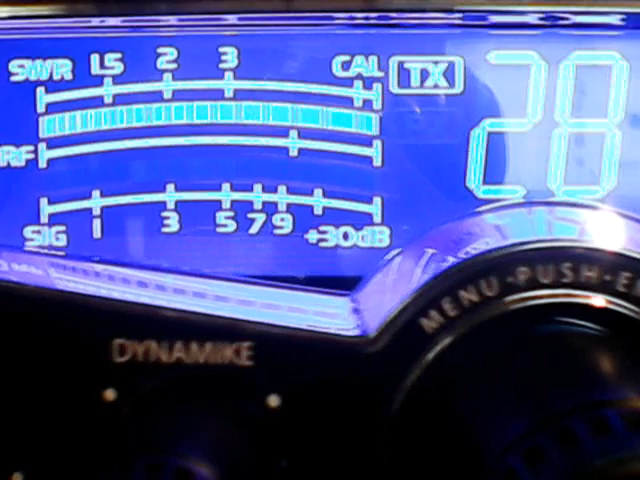 SWR 1.5 2 3 CAL TX 28
RF
SIG 1 3 5 7 9 +30dB
MENU·PUSH·
DYNAMIKE